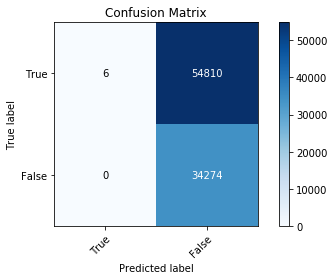 Confusion Matrix
True label
True
False
6
54810
0
34274
True
False
Predicted label
50000
40000
30000
20000
10000
0